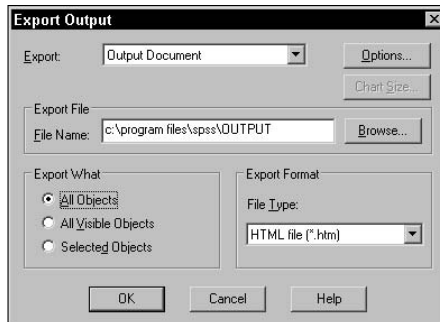 Export Output
Export: Output Document Options...
Chart Size...
Export File
File Name: c:\program files\spss\OUTPUT Browse...
Export What
All Objects
All Visible Objects
Selected Objects
Export Format
File Type:
HTML file (*.htm)
OK Cancel Help